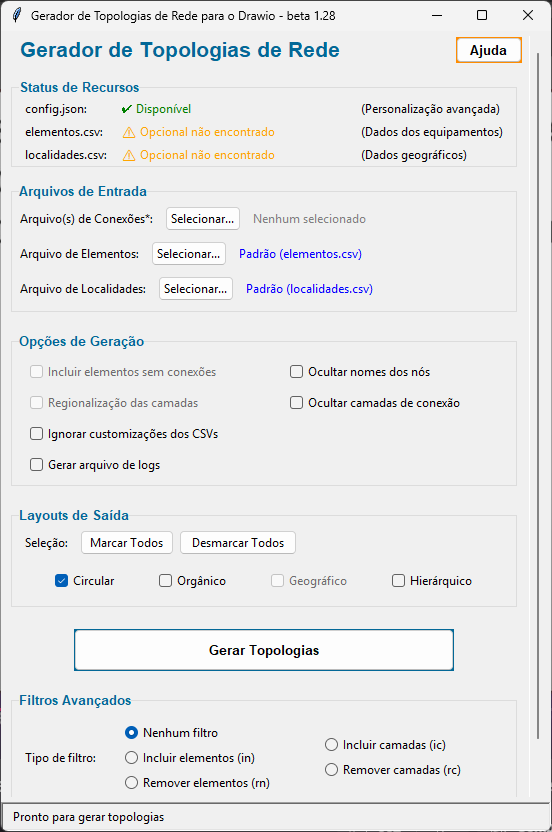 Gerador de Topologias de Rede para o Drawio - beta 1.28
Gerador de Topologias de Rede
Ajuda
Status de Recursos
config.json: ✔ Disponível (Personalização avançada)
elementos.csv: ⚠ Opcional não encontrado (Dados dos equipamentos)
localidades.csv: ⚠ Opcional não encontrado (Dados geográficos)
Arquivos de Entrada
Arquivo(s) de Conexões*: Selecionar... Nenhum selecionado
Arquivo de Elementos: Selecionar... Padrão (elementos.csv)
Arquivo de Localidades: Selecionar... Padrão (localidades.csv)
Opções de Geração
Incluir elementos sem conexões Ocultar nomes dos nós
Regionalização das camadas Ocultar camadas de conexão
Ignorar customizações dos CSVs
Gerar arquivo de logs
Layouts de Saída
Seleção: Marcar Todos Desmarcar Todos
Circular Orgânico Geográfico Hierárquico
Gerar Topologias
Filtros Avançados
Tipo de filtro:
Nenhum filtro
Incluir elementos (in)
Remover elementos (rn)
Incluir camadas (ic)
Remover camadas (rc)
Pronto para gerar topologias